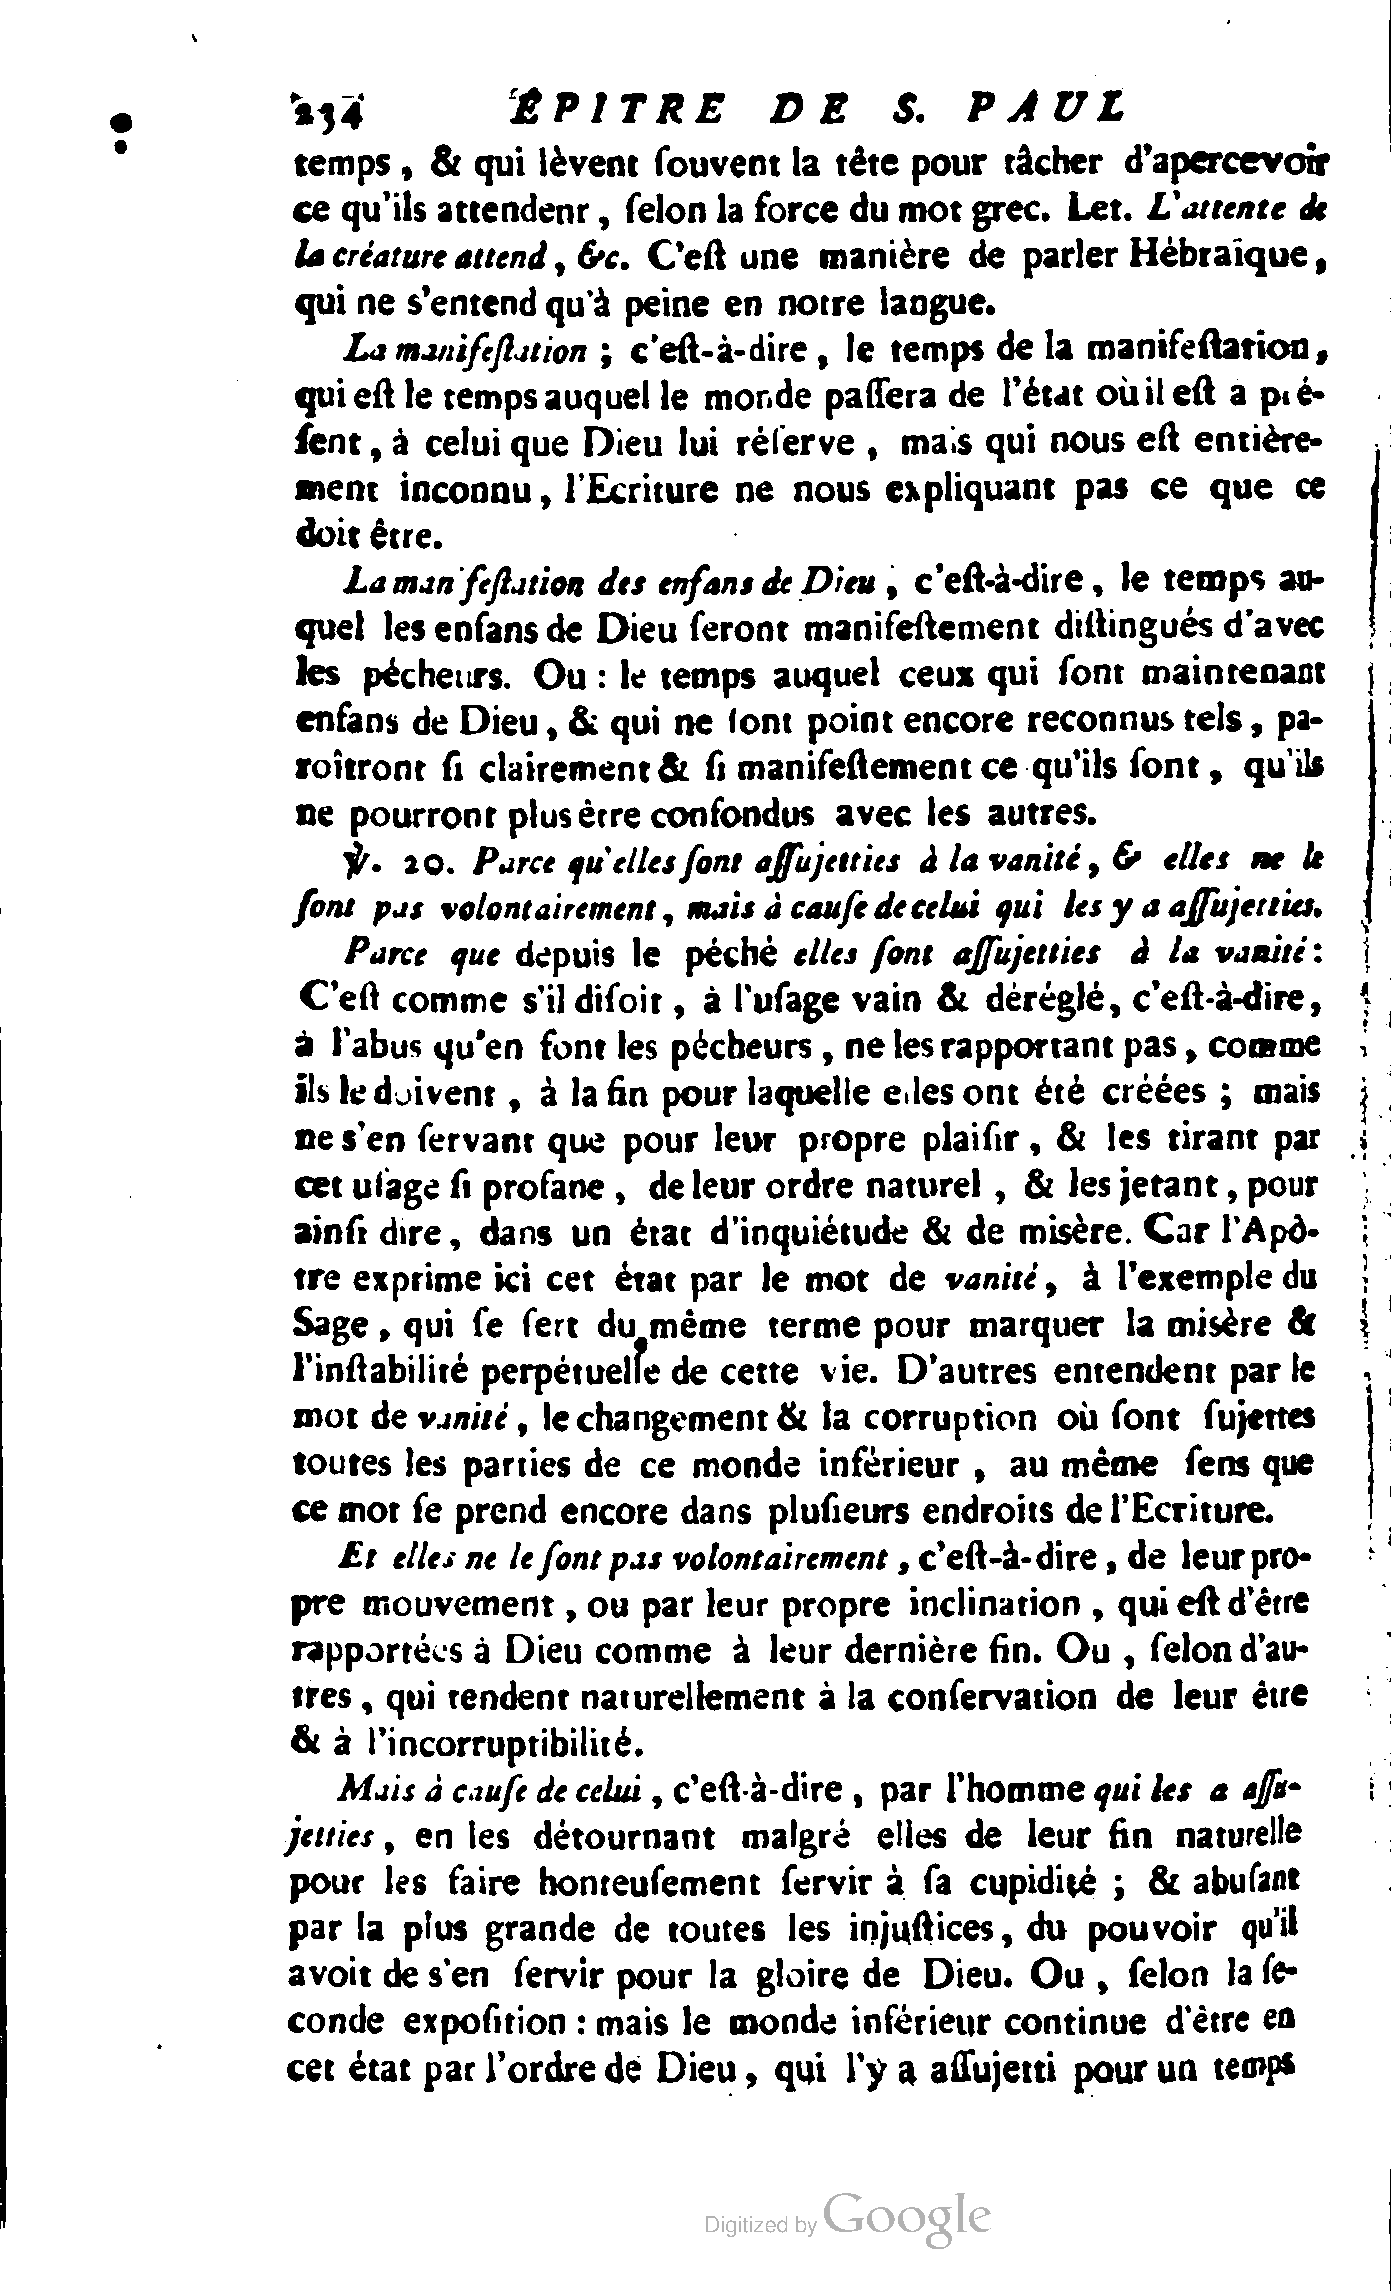 234 ÉPITRE DE S. PAUL
temps, & qui lèvent ſouvent la tête pour tâcher d'apercevoir
ce qu'ils attendent, ſelon la force du mot grec. Let. L'attente de
la créature attend, &c. C'eſt une manière de parler Hébraïque,
qui ne s'entend qu'à peine en notre langue.
La manifeſtation ; c'eſt-à-dire, le temps de la manifeſtation,
qui eſt le temps auquel le monde paſſera de l'état où il eſt à pré-
ſent, à celui que Dieu lui réſerve, mais qui nous eſt entière-
ment inconnu, l'Ecriture ne nous expliquant pas ce que ce
doit être.
La manifeſtation des enfans de Dieu ; c'eſt-à-dire, le temps au-
quel les enfans de Dieu ſeront manifeſtement diſtingués d'avec
les pécheurs. Ou : le temps auquel ceux qui ſont maintenant
enfans de Dieu, & qui ne ſont point encore reconnus tels, pa-
roîtront ſi clairement & ſi manifeſtement ce qu'ils ſont, qu'ils
ne pourront plus être confondus avec les autres.
℣. 20. Parce qu'elles ſont aſſujetties à la vanité, & elles ne le
ſont pas volontairement, mais à cauſe de celui qui les y a aſſujetties.
Parce que depuis le péché elles ſont aſſujetties à la vanité :
C'eſt comme s'il diſoit, à l'uſage vain & déréglé, c'eſt-à-dire,
à l'abus qu'en font les pécheurs, ne les rapportant pas, comme
ils le doivent, à la fin pour laquelle elles ont été créées ; mais
ne s'en ſervant que pour leur propre plaiſir, & les tirant par
cet uſage ſi profane, de leur ordre naturel, & les jetant, pour
ainſi dire, dans un état d'inquiétude & de misère. Car l'Apô-
tre exprime ici cet état par le mot de vanité, à l'exemple du
Sage, qui ſe ſert du même terme pour marquer la misère &
l'inſtabilité perpétuelle de cette vie. D'autres entendent par le
mot de vanité, le changement & la corruption où ſont ſujettes
toutes les parties de ce monde inférieur, au même ſens que
ce mot ſe prend encore dans pluſieurs endroits de l'Ecriture.
Et elles ne le ſont pas volontairement, c'eſt-à-dire, de leur pro-
pre mouvement, ou par leur propre inclination, qui eſt d'être
rapportées à Dieu comme à leur dernière fin. Ou, ſelon d'au-
tres, qui tendent naturellement à la conſervation de leur être
& à l'incorruptibilité.
Mais à cauſe de celui, c'eſt-à-dire, par l'homme qui les a aſſu-
jetties, en les détournant malgré elles de leur fin naturelle
pour les faire honteuſement ſervir à ſa cupidité ; & abuſant
par la plus grande de toutes les injuſtices, du pouvoir qu'il
avoit de s'en ſervir pour la gloire de Dieu. Ou, ſelon la ſe-
conde expoſition : mais le monde inférieur continue d'être en
cet état par l'ordre de Dieu, qui l'y a aſſujetti pour un temps
Digitized by Google